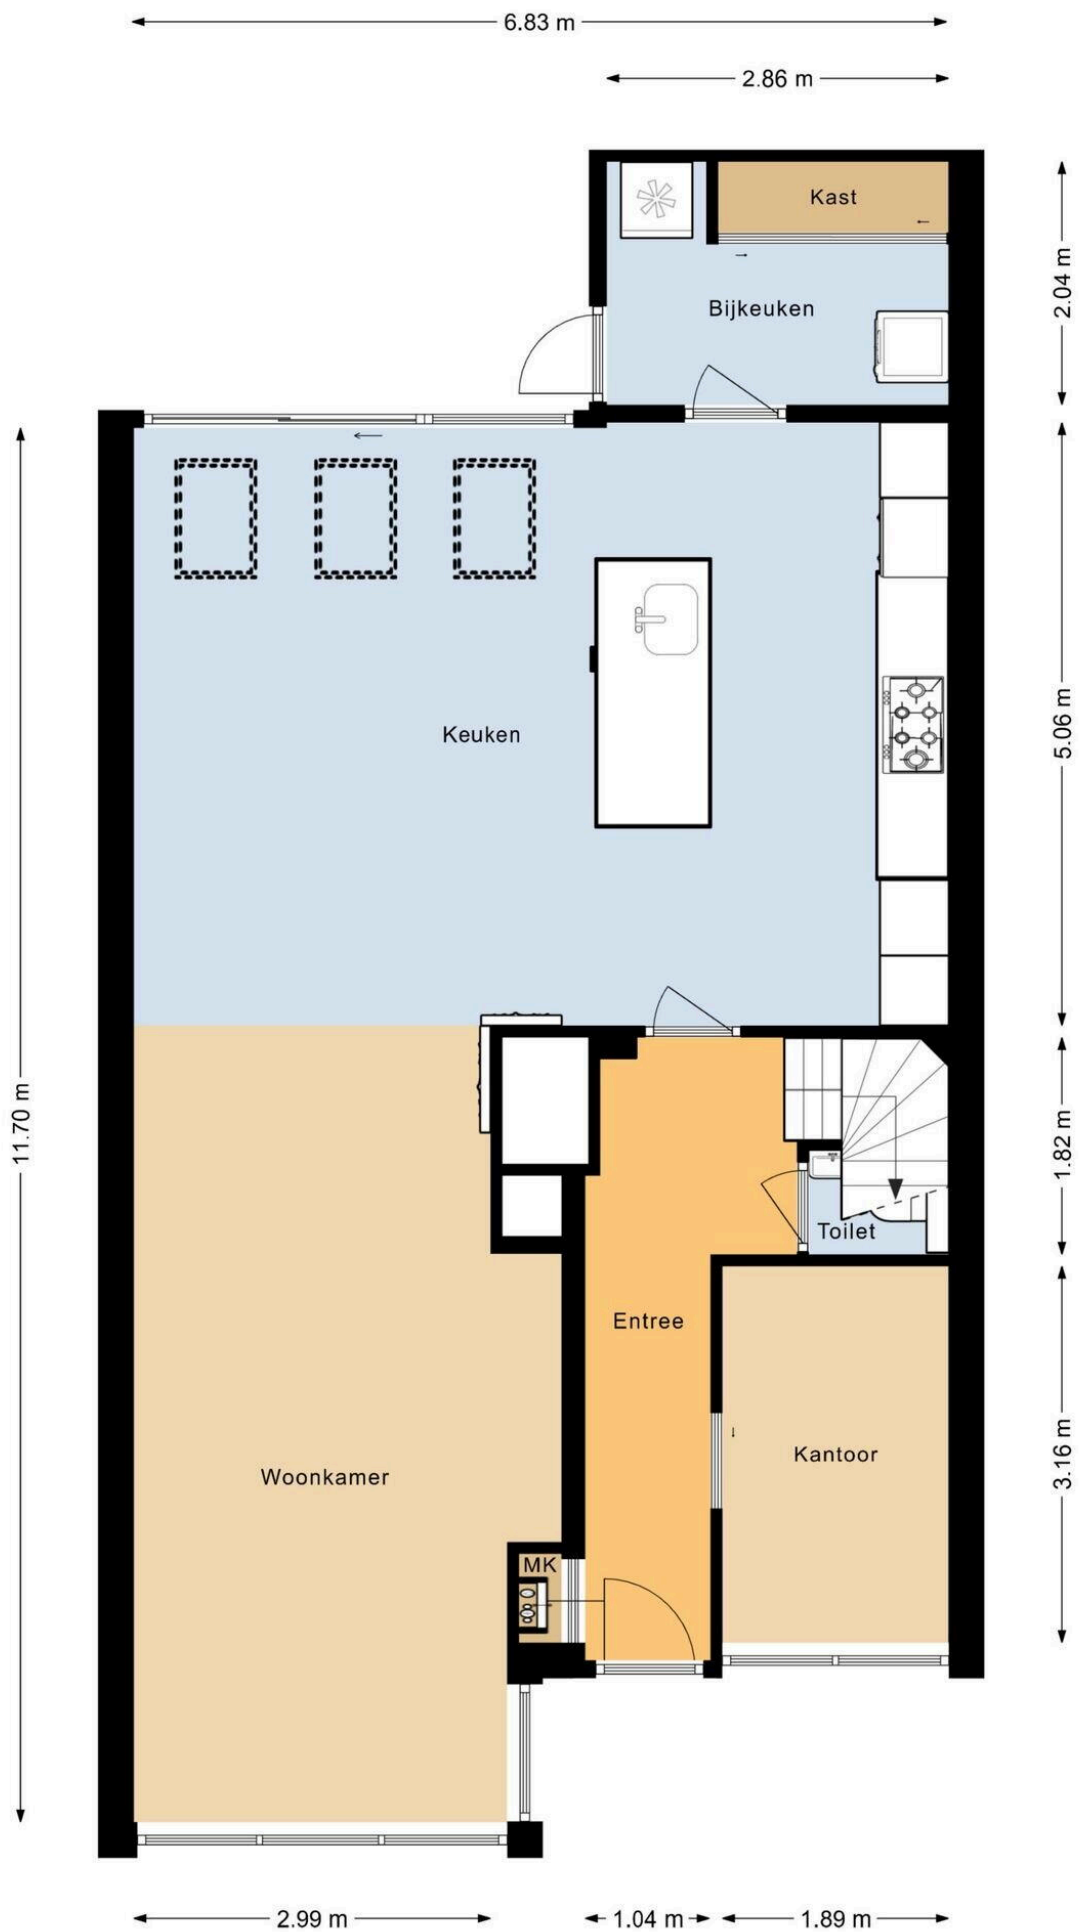 6.83 m
2.86 m
Kast
2.04 m
Bijkeuken
5.06 m
Keuken
11.70 m
1.82 m
Toilet
Entree
3.16 m
Kantoor
Woonkamer
MK
2.99 m
1.04 m
1.89 m